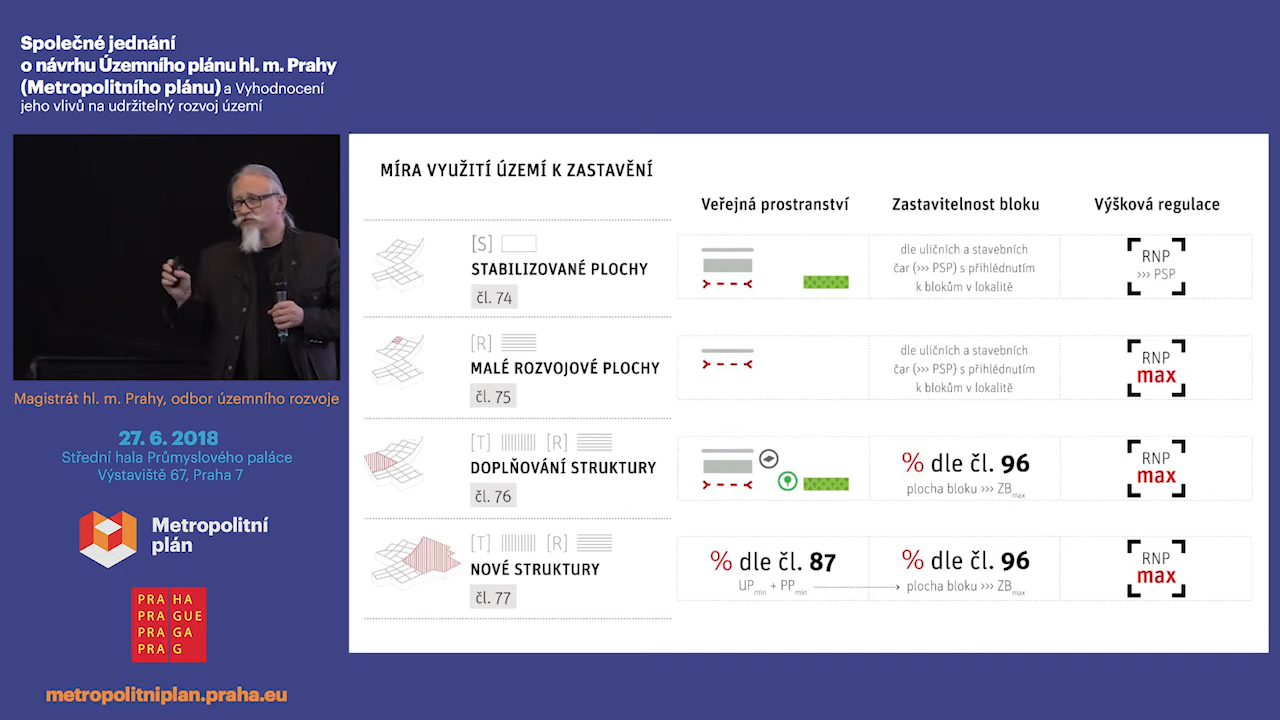 Společné jednání
o návrhu Územního plánu hl. m. Prahy
(Metropolitního plánu) a Vyhodnocení
jeho vlivů na udržitelný rozvoj území
Magistrát hl. m. Prahy, odbor územního rozvoje
27. 6. 2018
Střední hala Průmyslového paláce
Výstaviště 67, Praha 7
Metropolitní
plán
PRA HA
PRA GUE
PRA GA
PRA G
metropolitniplan.praha.eu
MÍRA VYUŽITÍ ÚZEMÍ K ZASTAVĚNÍ
Veřejná prostranství Zastavitelnost bloku Výšková regulace
[S]
STABILIZOVANÉ PLOCHY
čl. 74
dle uličních a stavebních
čar (››› PSP) s přihlédnutím
k blokům v lokalitě
RNP
››› PSP
[R]
MALÉ ROZVOJOVÉ PLOCHY
čl. 75
dle uličních a stavebních
čar (››› PSP) s přihlédnutím
k blokům v lokalitě
RNP
max
[T] [R]
DOPLŇOVÁNÍ STRUKTURY
čl. 76
% dle čl. 96
plocha bloku ››› ZBmax
RNP
max
[T] [R]
NOVÉ STRUKTURY
čl. 77
% dle čl. 87
UPmin + PPmin
% dle čl. 96
plocha bloku ››› ZBmax
RNP
max